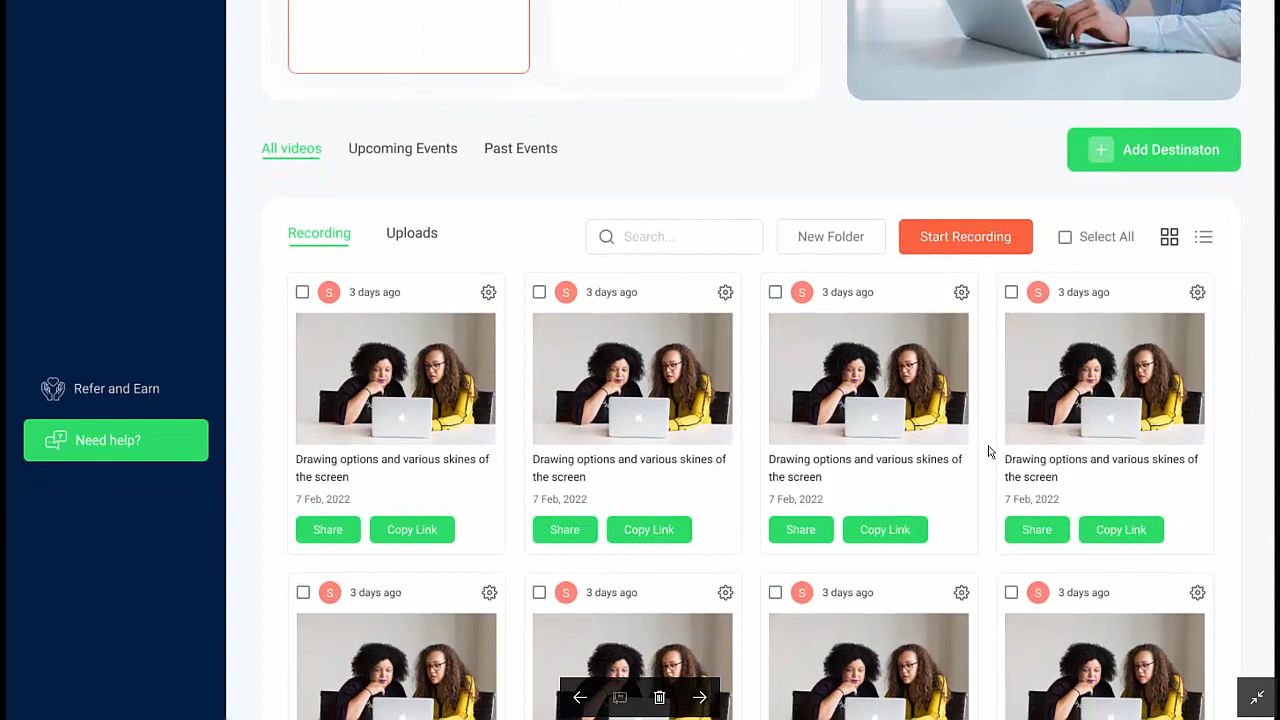 All videos Upcoming Events Past Events + Add Destinaton
Recording Uploads Search... New Folder Start Recording Select All
S 3 days ago S 3 days ago S 3 days ago S 3 days ago
Refer and Earn
Need help?
Drawing options and various skines of
the screen
7 Feb, 2022
Share Copy Link
Drawing options and various skines of
the screen
7 Feb, 2022
Share Copy Link
Drawing options and various skines of
the screen
7 Feb, 2022
Share Copy Link
Drawing options and various skines of
the screen
7 Feb, 2022
Share Copy Link
S 3 days ago S 3 days ago S 3 days ago S 3 days ago